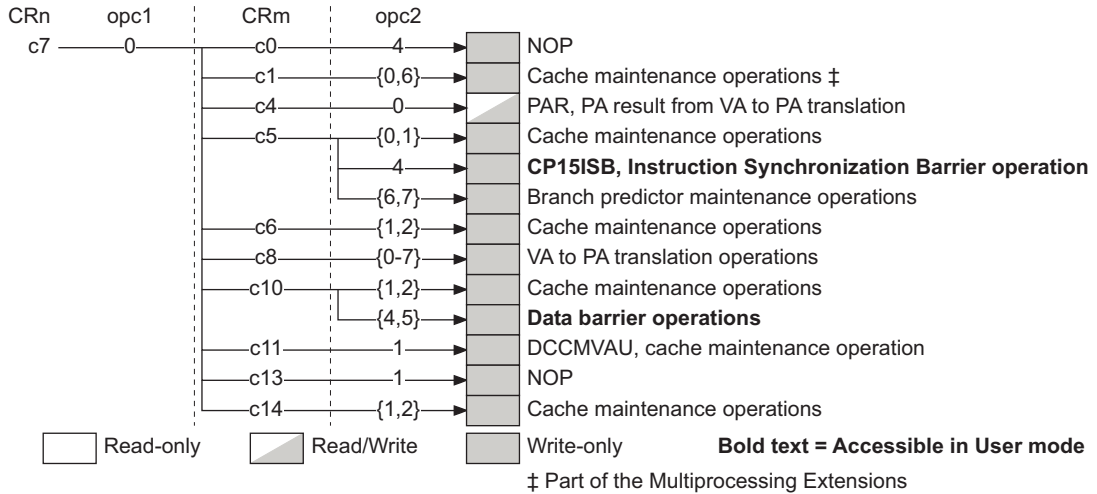 CRn opc1 CRm opc2
c7 0 c0 4 NOP
c1 {0,6} Cache maintenance operations ‡
c4 0 PAR, PA result from VA to PA translation
c5 {0,1} Cache maintenance operations
4 CP15ISB, Instruction Synchronization Barrier operation
{6,7} Branch predictor maintenance operations
c6 {1,2} Cache maintenance operations
c8 {0-7} VA to PA translation operations
c10 {1,2} Cache maintenance operations
{4,5} Data barrier operations
c11 1 DCCMVAU, cache maintenance operation
c13 1 NOP
c14 {1,2} Cache maintenance operations
Read-only Read/Write Write-only Bold text = Accessible in User mode
‡ Part of the Multiprocessing Extensions